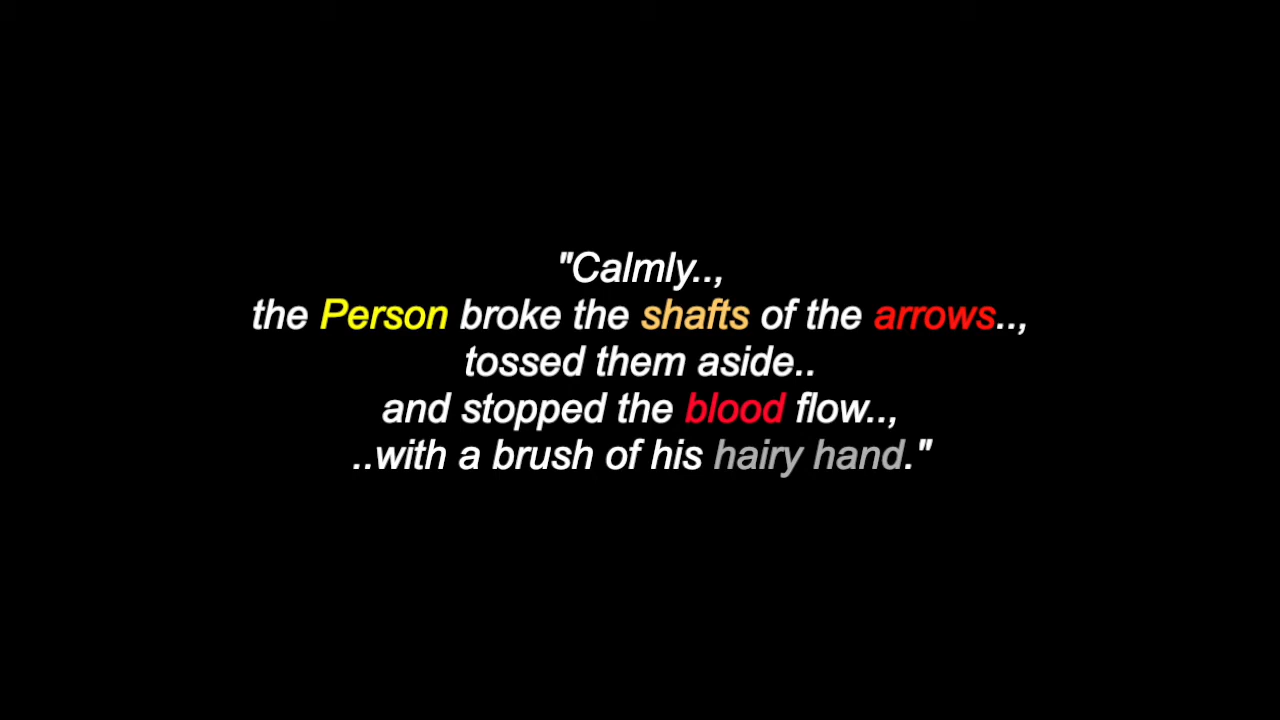 "Calmly..,
the Person broke the shafts of the arrows..,
tossed them aside..
and stopped the blood flow..,
..with a brush of his hairy hand."